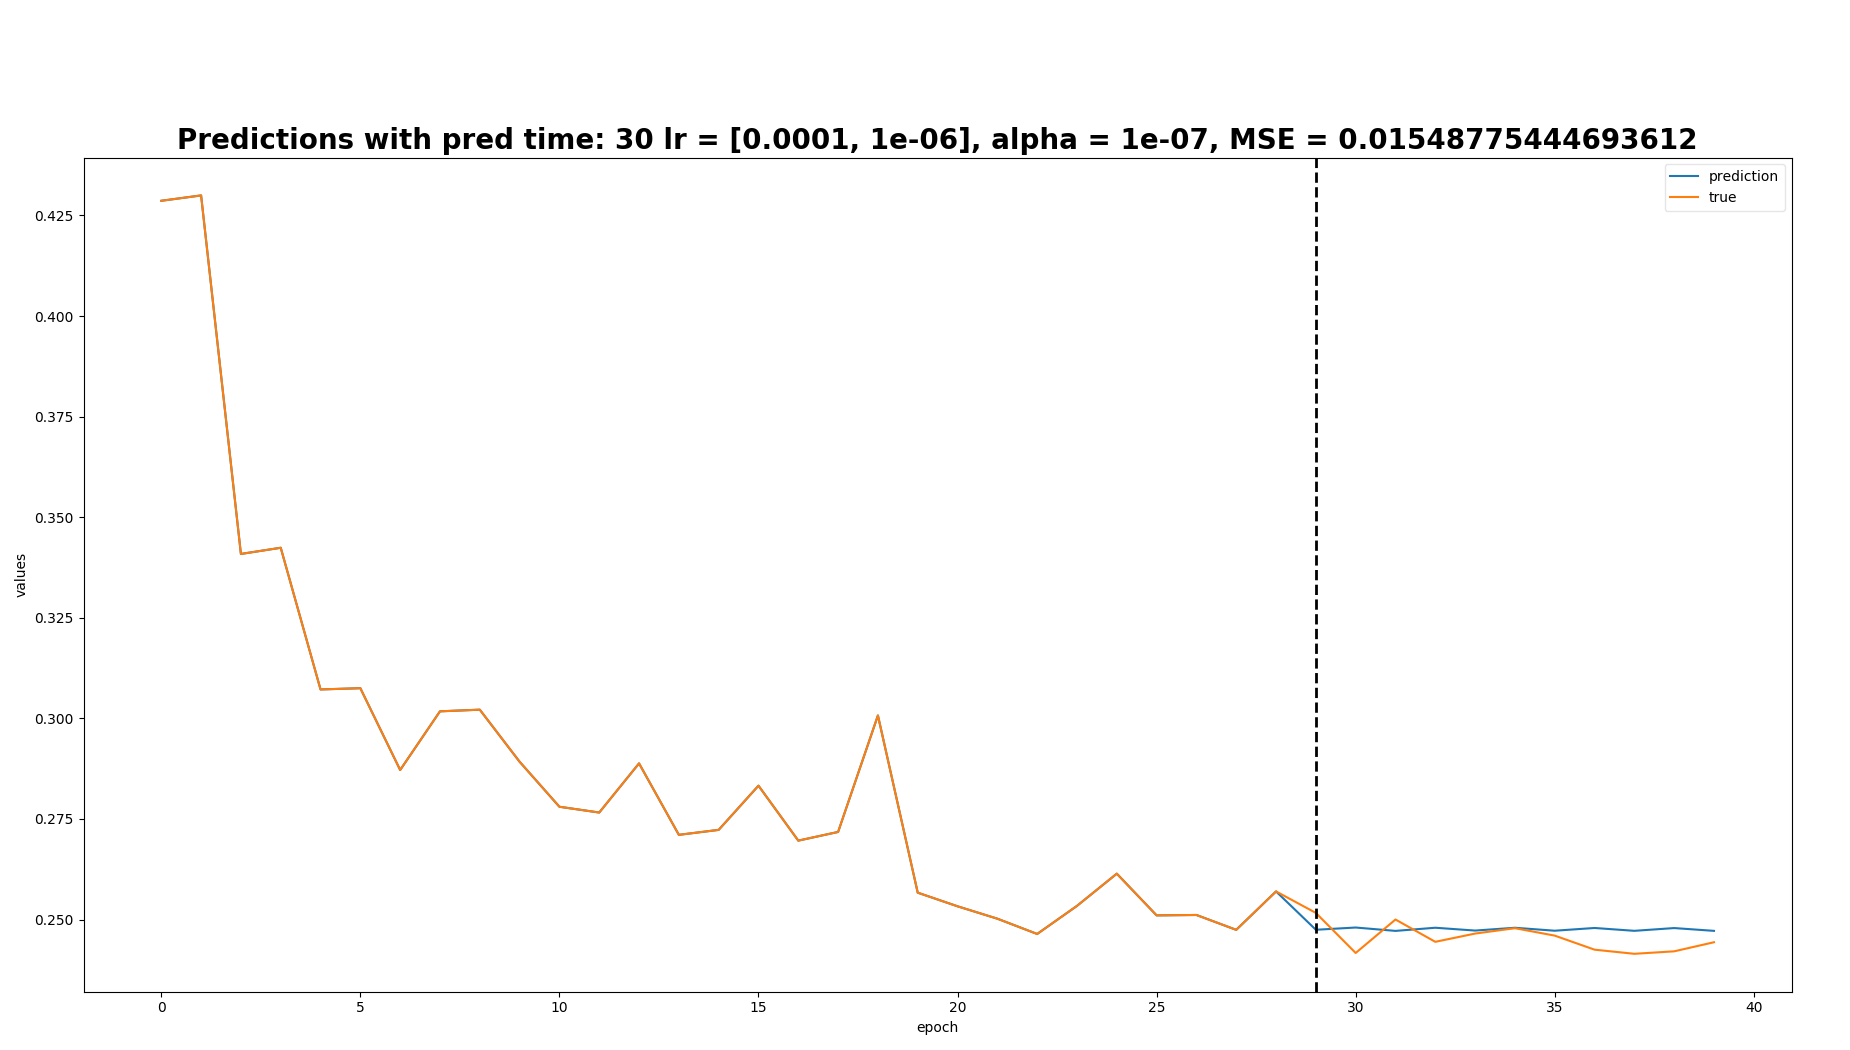 Predictions with pred time: 30 lr = [0.0001, 1e-06], alpha = 1e-07, MSE = 0.01548775444693612
prediction
true
0.425
0.400
0.375
0.350
0.325
0.300
0.275
0.250
values
0 5 10 15 20 25 30 35 40
epoch